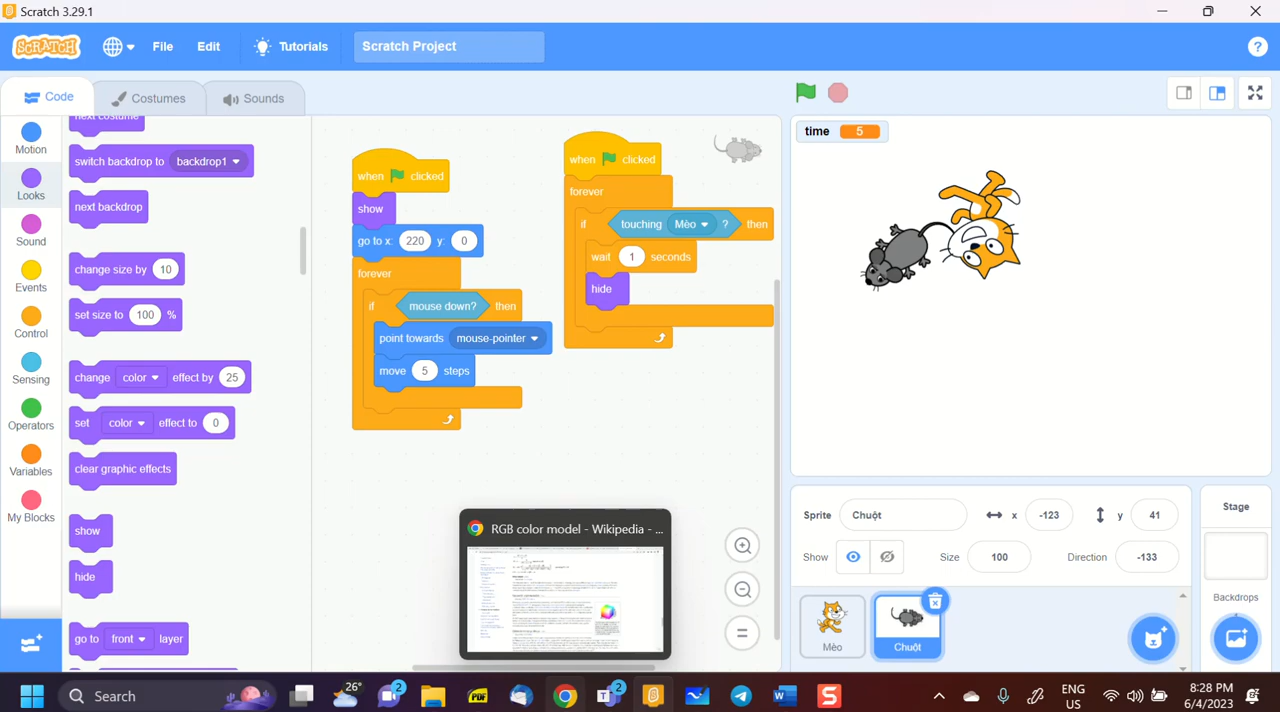 Scratch 3.29.1
SCRATCH
File
Edit
Tutorials
Scratch Project
?
Code
Costumes
Sounds
Motion
Looks
Sound
Events
Control
Sensing
Operators
Variables
My Blocks
next costume
switch backdrop to backdrop1
next backdrop
change size by 10
set size to 100 %
change color effect by 25
set color effect to 0
clear graphic effects
show
hide
go to front layer
when clicked
show
go to x: 220 y: 0
forever
if mouse down? then
point towards mouse-pointer
move 5 steps
when clicked
forever
if touching Mèo ? then
wait 1 seconds
hide
RGB color model - Wikipedia - ...
time 5
Sprite Chuột x -123 y 41
Show Size 100 Direction -133
Mèo
Chuột
Stage
Backdrops
Search
26°
2
2
ENG
US
8:28 PM
6/4/2023